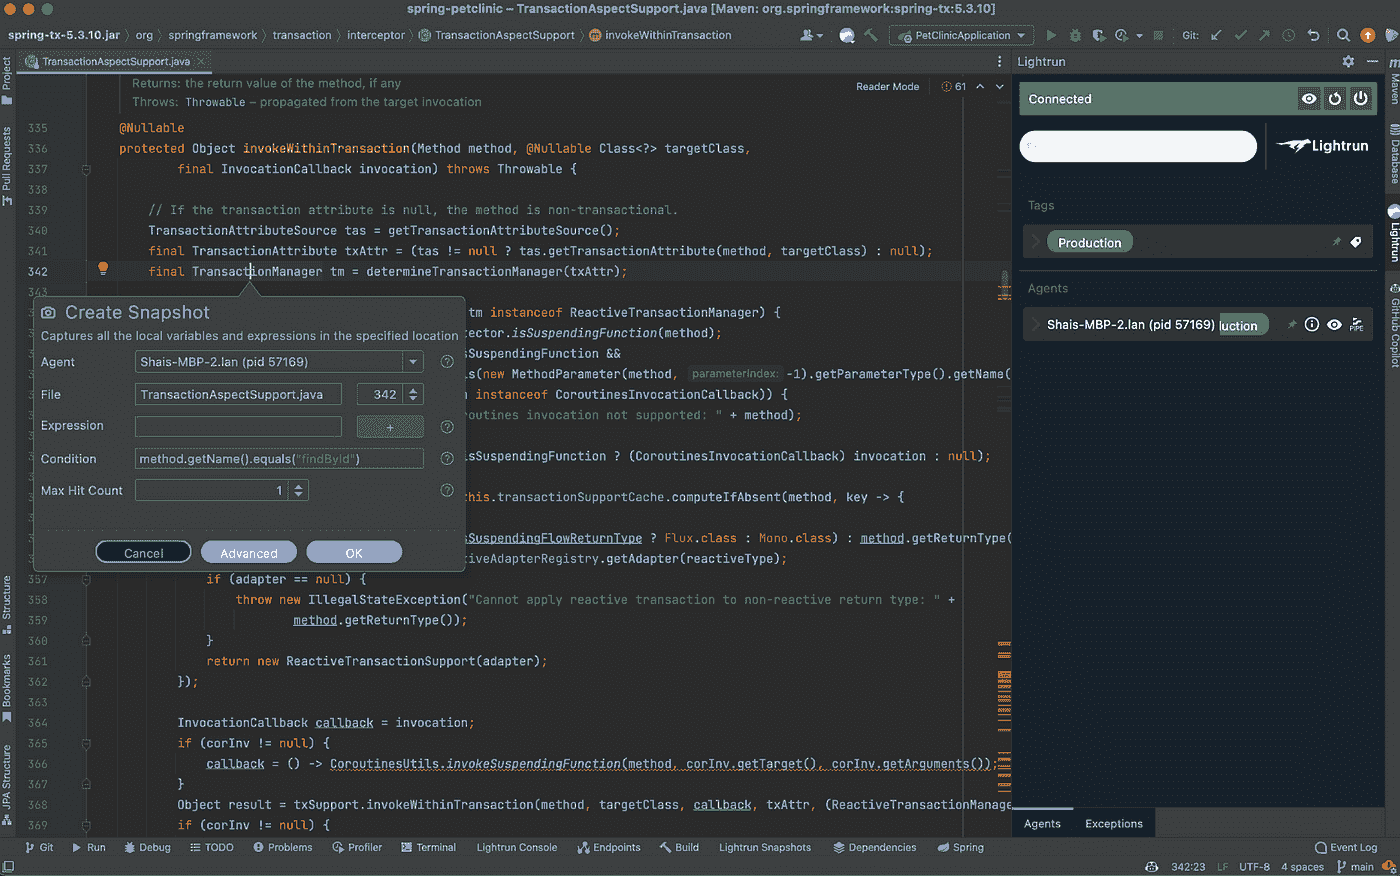 spring-petclinic – TransactionAspectSupport.java [Maven: org.springframework:spring-tx:5.3.10]
spring-tx-5.3.10.jar org springframework transaction interceptor TransactionAspectSupport invokeWithinTransaction PetClinicApplication Git:
TransactionAspectSupport.java
Lightrun
Project
Pull Requests
Structure
Bookmarks
JPA Structure
Returns: the return value of the method, if any
Throws: Throwable – propagated from the target invocation
Reader Mode 61
335 @Nullable
336 protected Object invokeWithinTransaction(Method method, @Nullable Class<?> targetClass,
337 final InvocationCallback invocation) throws Throwable {
338
339 // If the transaction attribute is null, the method is non-transactional.
340 TransactionAttributeSource tas = getTransactionAttributeSource();
341 final TransactionAttribute txAttr = (tas != null ? tas.getTransactionAttribute(method, targetClass) : null);
342 final TransactionManager tm = determineTransactionManager(txAttr);
343
tm instanceof ReactiveTransactionManager) {
ector.isSuspendingFunction(method);
sSuspendingFunction &&
s(new MethodParameter(method, parameterIndex: -1).getParameterType().getName(
instanceof CoroutinesInvocationCallback)) {
routines invocation not supported: " + method);
sSuspendingFunction ? (CoroutinesInvocationCallback) invocation : null);
this.transactionSupportCache.computeIfAbsent(method, key -> {
sSuspendingFlowReturnType ? Flux.class : Mono.class) : method.getReturnType(
iveAdapterRegistry.getAdapter(reactiveType);
Create Snapshot
Captures all the local variables and expressions in the specified location
Agent Shais-MBP-2.lan (pid 57169)
File TransactionAspectSupport.java 342
Expression +
Condition method.getName().equals("findById")
Max Hit Count 1
Cancel Advanced OK
357 if (adapter == null) {
358 throw new IllegalStateException("Cannot apply reactive transaction to non-reactive return type: " +
359 method.getReturnType());
360 }
361 return new ReactiveTransactionSupport(adapter);
362 });
363
364 InvocationCallback callback = invocation;
365 if (corInv != null) {
366 callback = () -> CoroutinesUtils.invokeSuspendingFunction(method, corInv.getTarget(), corInv.getArguments());
367 }
368 Object result = txSupport.invokeWithinTransaction(method, targetClass, callback, txAttr, (ReactiveTransactionManage
369 if (corInv != null) {
Connected
Lightrun
Tags
Production
Agents
Shais-MBP-2.lan (pid 57169) uction PIPE
Agents Exceptions
Maven
Database
Lightrun
GitHub Copilot
Git Run Debug TODO Problems Profiler Terminal Lightrun Console Endpoints Build Lightrun Snapshots Dependencies Spring Event Log
342:23 LF UTF-8 4 spaces main